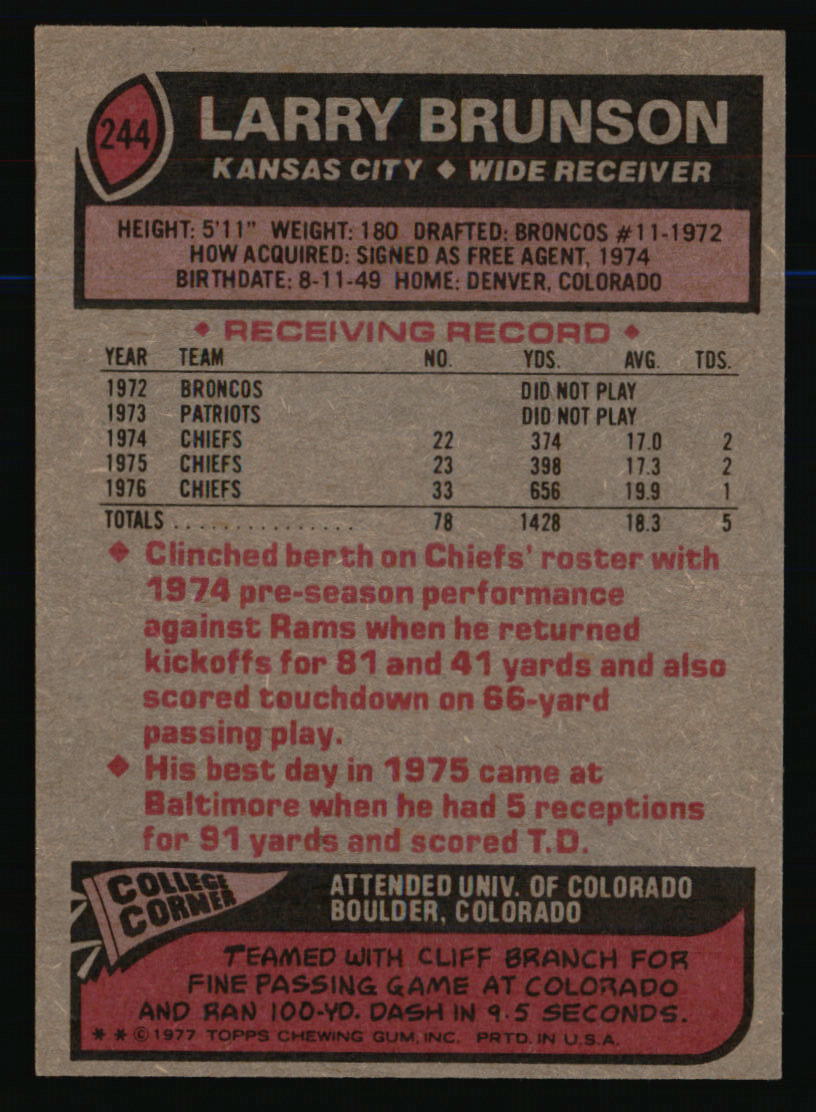 244
LARRY BRUNSON
KANSAS CITY ♦ WIDE RECEIVER
HEIGHT: 5'11" WEIGHT: 180 DRAFTED: BRONCOS #11-1972
HOW ACQUIRED: SIGNED AS FREE AGENT, 1974
BIRTHDATE: 8-11-49 HOME: DENVER, COLORADO
♦ RECEIVING RECORD ♦
YEAR TEAM NO. YDS. AVG. TDS.
1972 BRONCOS DID NOT PLAY
1973 PATRIOTS DID NOT PLAY
1974 CHIEFS 22 374 17.0 2
1975 CHIEFS 23 398 17.3 2
1976 CHIEFS 33 656 19.9 1
TOTALS . . . . . . . . . . . . . . . 78 1428 18.3 5
♦ Clinched berth on Chiefs' roster with
1974 pre-season performance
against Rams when he returned
kickoffs for 81 and 41 yards and also
scored touchdown on 66-yard
passing play.
♦ His best day in 1975 came at
Baltimore when he had 5 receptions
for 91 yards and scored T.D.
COLLEGE
CORNER
ATTENDED UNIV. OF COLORADO
BOULDER, COLORADO
TEAMED WITH CLIFF BRANCH FOR
FINE PASSING GAME AT COLORADO
AND RAN 100-YD. DASH IN 9.5 SECONDS.
* * © 1977 TOPPS CHEWING GUM, INC. PRTD. IN U.S.A.